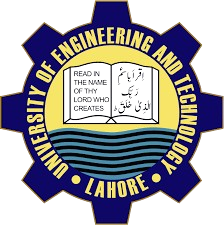 UNIVERSITY OF ENGINEERING AND TECHNOLOGY
READ IN
THE NAME
OF THY
LORD WHO
CREATES
اقرأ باسم
ربك
الذی خلق
• LAHORE •